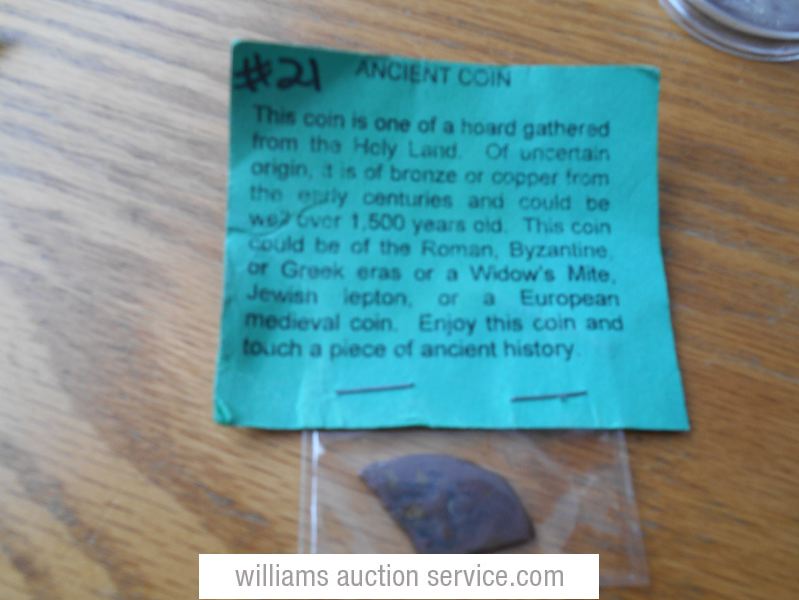 #21 ANCIENT COIN
This coin is one of a hoard gathered
from the Holy Land. Of uncertain
origin, it is of bronze or copper from
the early centuries and could be
well over 1,500 years old. This coin
could be of the Roman, Byzantine,
or Greek eras or a Widow's Mite,
Jewish lepton, or a European
medieval coin. Enjoy this coin and
touch a piece of ancient history.
williams auction service.com